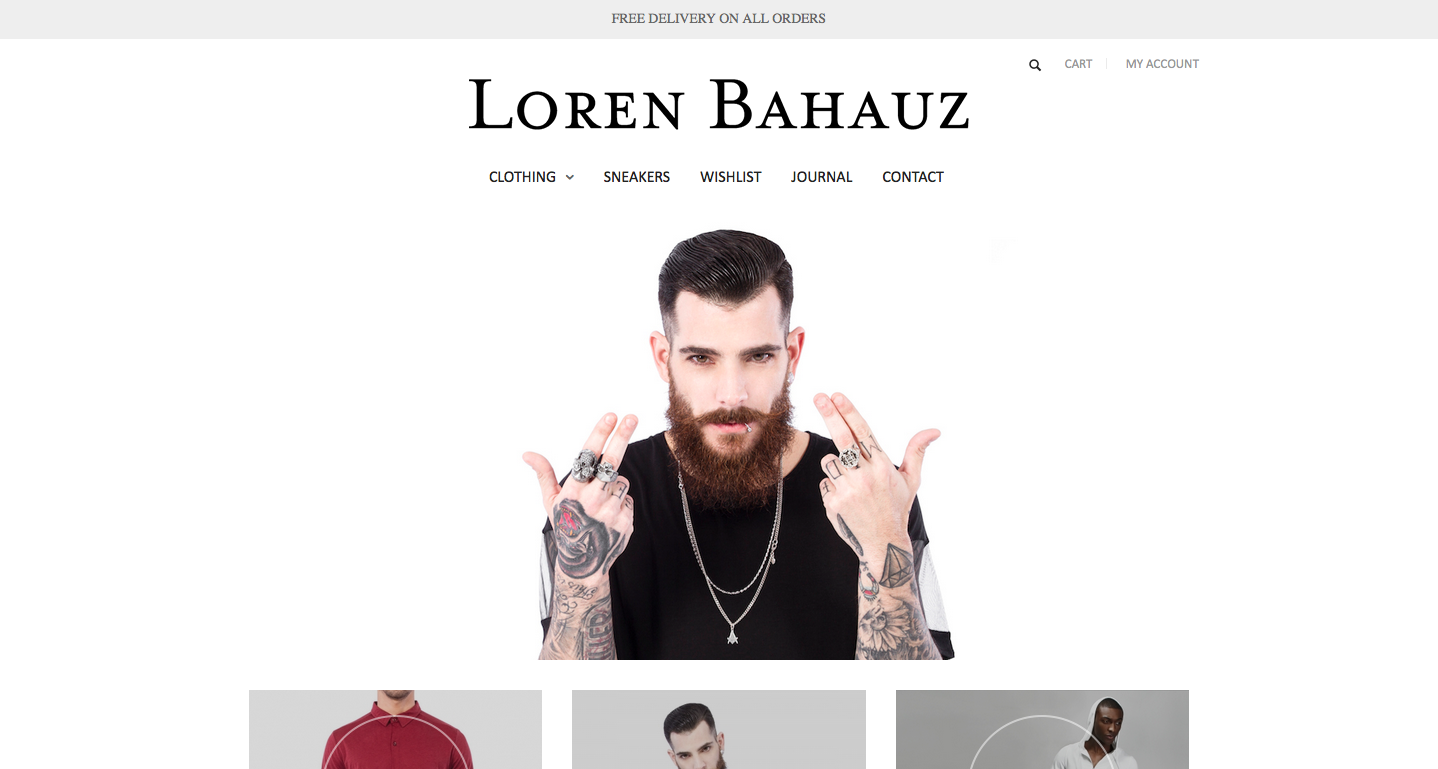 FREE DELIVERY ON ALL ORDERS
CART
MY ACCOUNT
LOREN BAHAUZ
CLOTHING SNEAKERS WISHLIST JOURNAL CONTACT